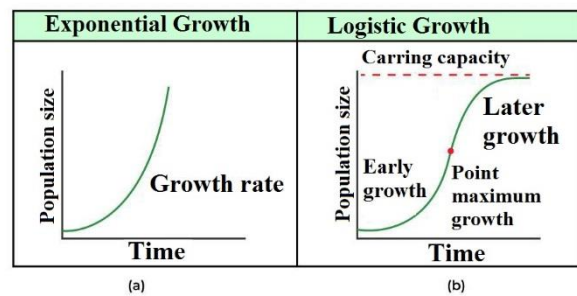 Exponential Growth
Population size
Growth rate
Time
(a)
Logistic Growth
Carring capacity
Population size
Later
growth
Early
growth
Point
maximum
growth
Time
(b)